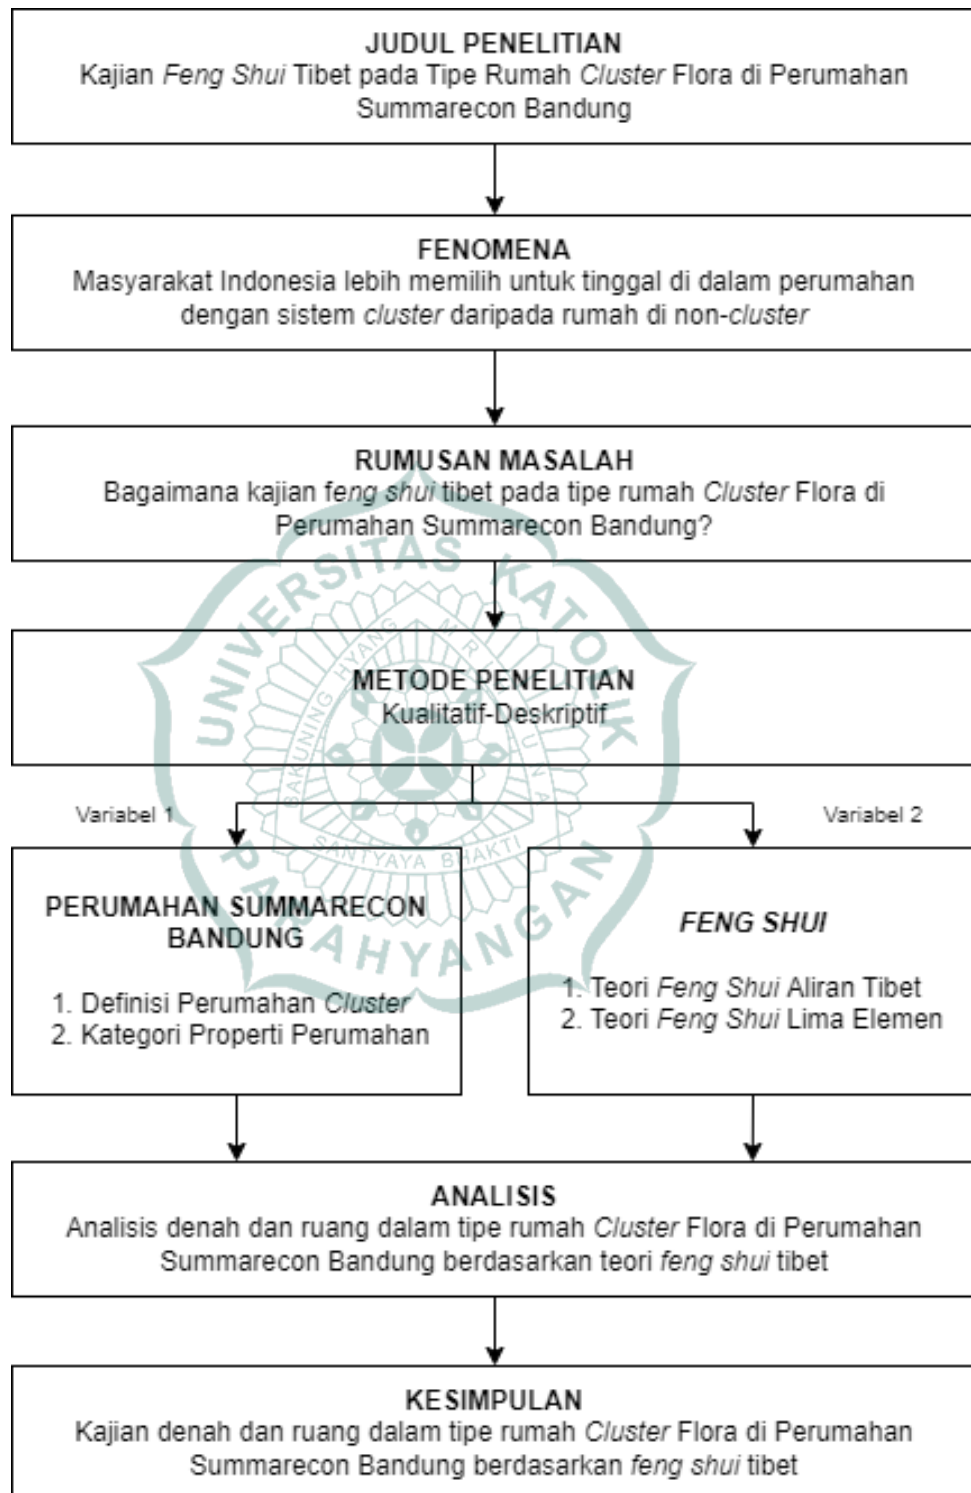 JUDUL PENELITIAN
Kajian Feng Shui Tibet pada Tipe Rumah Cluster Flora di Perumahan
Summarecon Bandung
FENOMENA
Masyarakat Indonesia lebih memilih untuk tinggal di dalam perumahan
dengan sistem cluster daripada rumah di non-cluster
RUMUSAN MASALAH
Bagaimana kajian feng shui tibet pada tipe rumah Cluster Flora di
Perumahan Summarecon Bandung?
METODE PENELITIAN
Kualitatif-Deskriptif
Variabel 1
Variabel 2
PERUMAHAN SUMMARECON
BANDUNG
1. Definisi Perumahan Cluster
2. Kategori Properti Perumahan
FENG SHUI
1. Teori Feng Shui Aliran Tibet
2. Teori Feng Shui Lima Elemen
ANALISIS
Analisis denah dan ruang dalam tipe rumah Cluster Flora di Perumahan
Summarecon Bandung berdasarkan teori feng shui tibet
KESIMPULAN
Kajian denah dan ruang dalam tipe rumah Cluster Flora di Perumahan
Summarecon Bandung berdasarkan feng shui tibet
UNIVERSITAS KATOLIK
PARAHYANGAN
BAKUNING HYANG
SANTYAYA BHAKTI